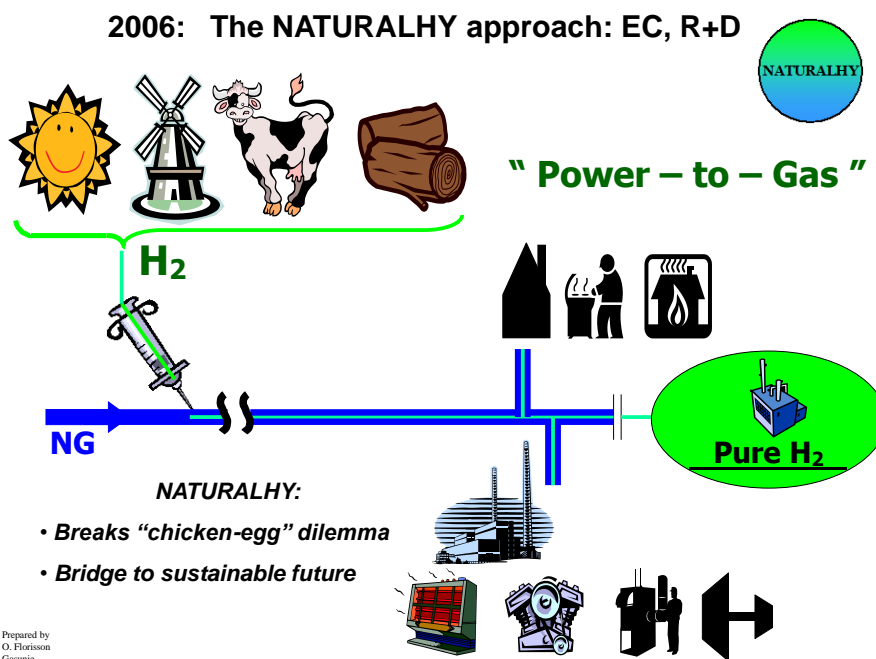 2006: The NATURALHY approach: EC, R+D
NATURALHY
“ Power – to – Gas ”
H₂
NG
Pure H₂
NATURALHY:
• Breaks “chicken-egg” dilemma
• Bridge to sustainable future
Prepared by
O. Florisson
Gasunie